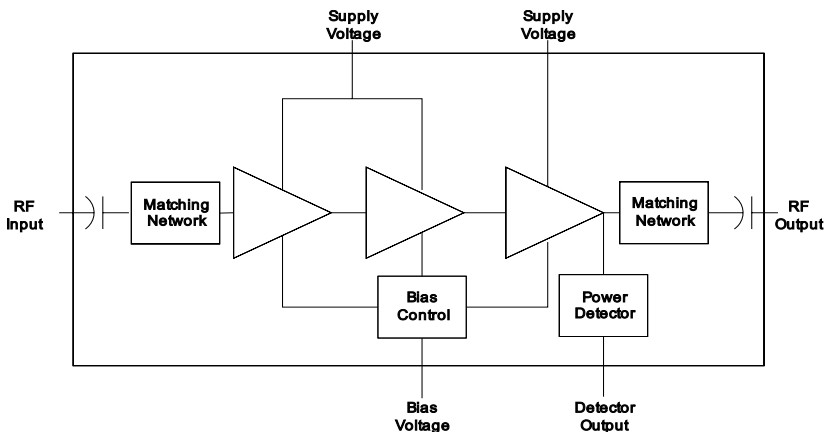 Supply
Voltage
Supply
Voltage
RF
Input
Matching
Network
Matching
Network
RF
Output
Bias
Control
Power
Detector
Bias
Voltage
Detector
Output